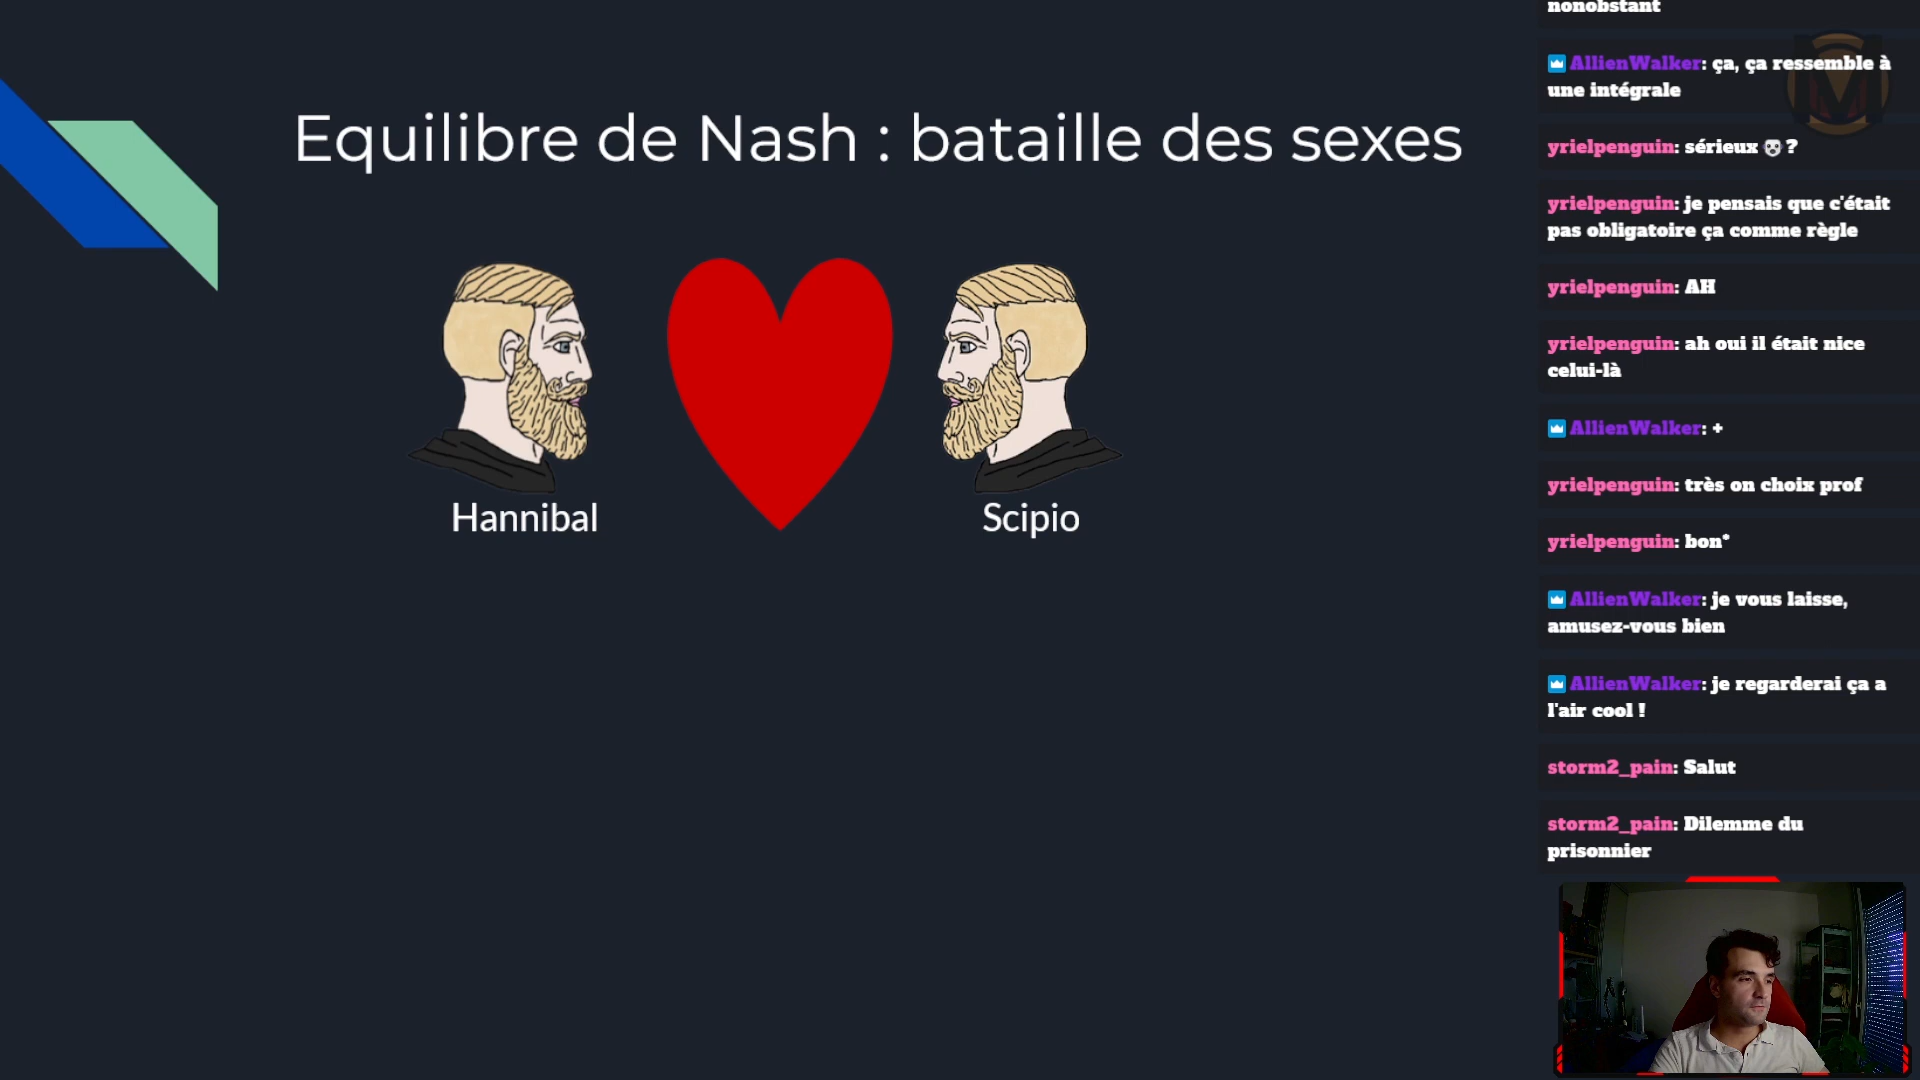 Equilibre de Nash : bataille des sexes
Hannibal
Scipio
nonobstant
AllienWalker: ça, ça ressemble à
une intégrale
yrielpenguin: sérieux ?
yrielpenguin: je pensais que c'était
pas obligatoire ça comme règle
yrielpenguin: AH
yrielpenguin: ah oui il était nice
celui-là
AllienWalker: +
yrielpenguin: très on choix prof
yrielpenguin: bon*
AllienWalker: je vous laisse,
amusez-vous bien
AllienWalker: je regarderai ça a
l'air cool !
storm2_pain: Salut
storm2_pain: Dilemme du
prisonnier